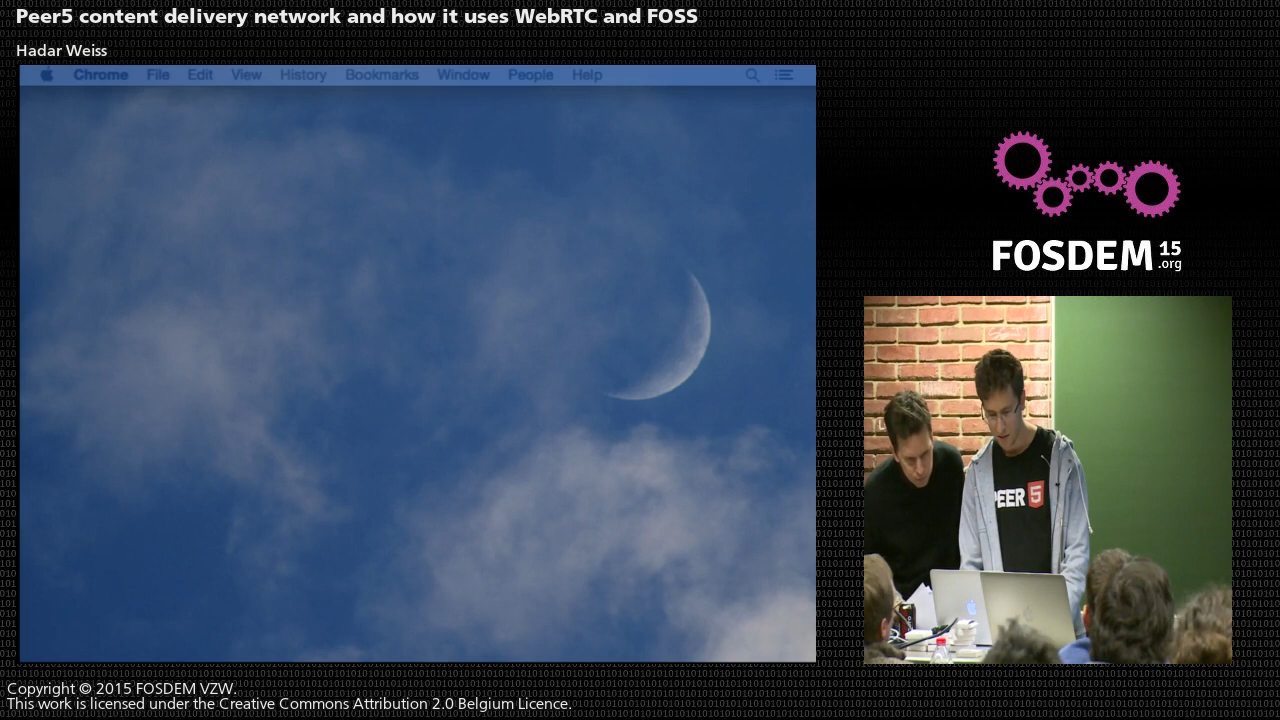 Peer5 content delivery network and how it uses WebRTC and FOSS
Hadar Weiss
Chrome File Edit View History Bookmarks Window People Help
FOSDEM 15
.org
PEER 5
Copyright © 2015 FOSDEM VZW.
This work is licensed under the Creative Commons Attribution 2.0 Belgium Licence.